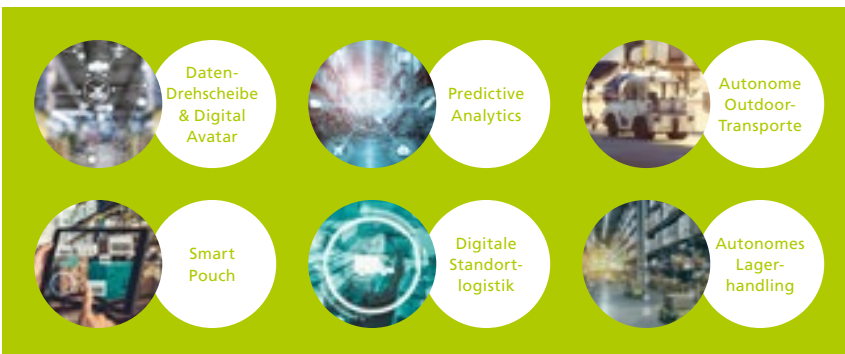 Daten-
Drehscheibe
& Digital
Avatar
Predictive
Analytics
Autonome
Outdoor-
Transporte
Smart
Pouch
Digitale
Standort-
logistik
Autonomes
Lager-
handling